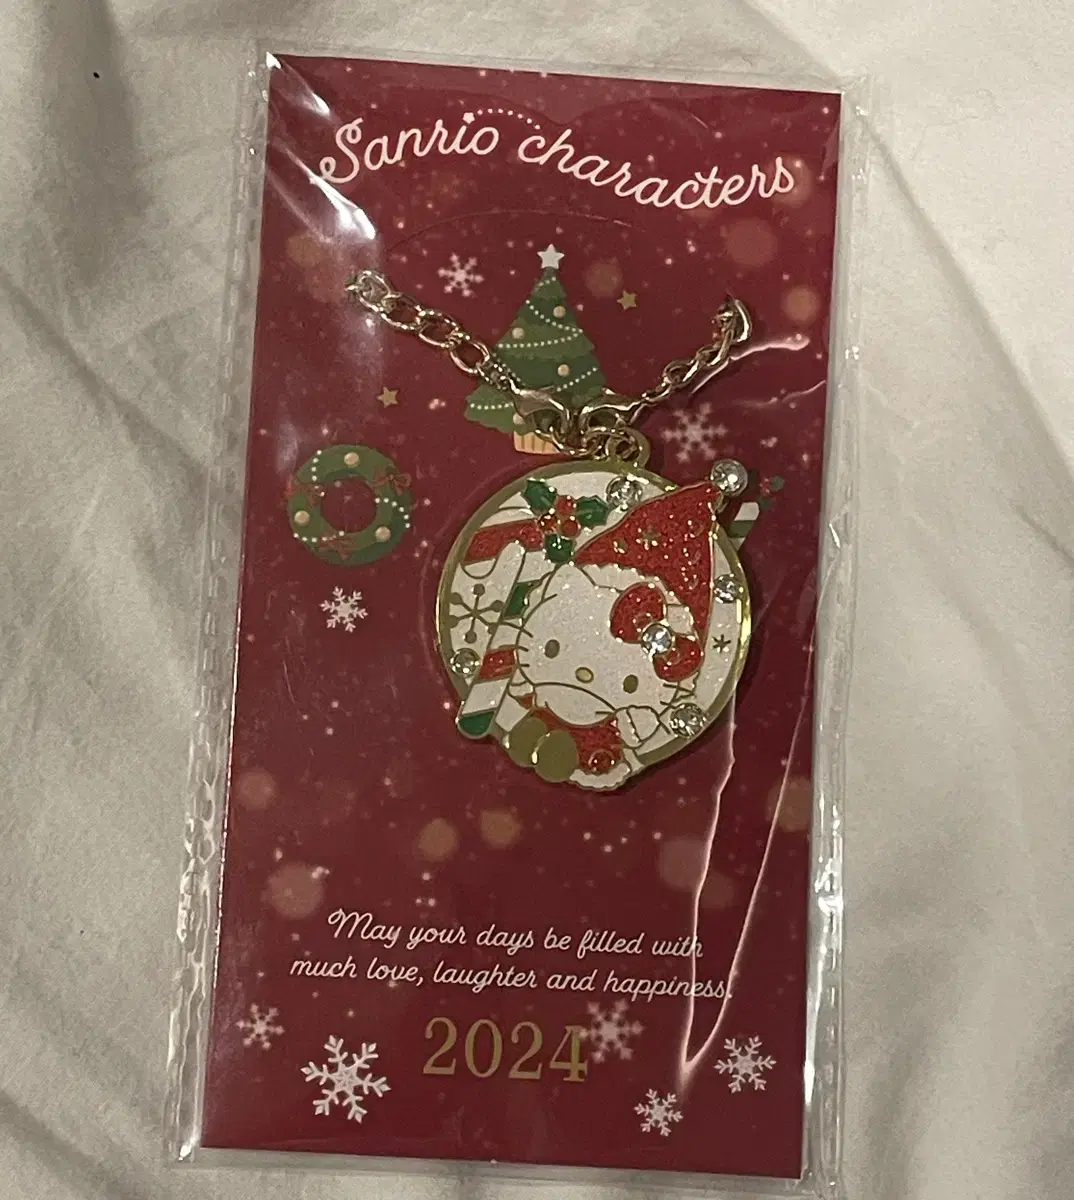 Sanrio characters
May your days be filled with
much love, laughter and happiness.
2024